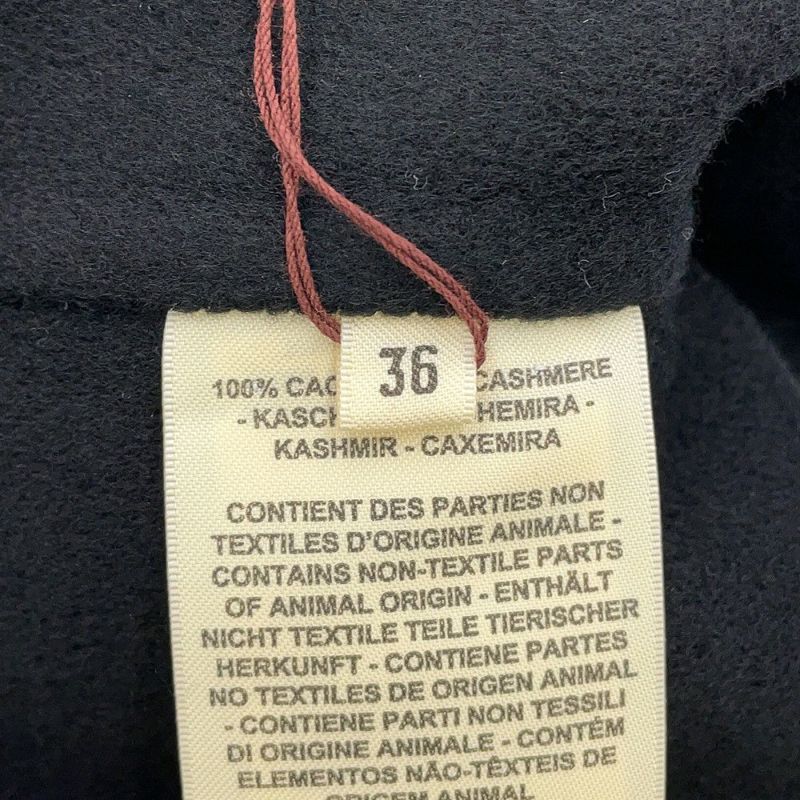 36
100% CAC CASHMERE
- KASCH HEMIRA -
KASHMIR - CAXEMIRA
CONTIENT DES PARTIES NON
TEXTILES D'ORIGINE ANIMALE -
CONTAINS NON-TEXTILE PARTS
OF ANIMAL ORIGIN - ENTHÄLT
NICHT TEXTILE TEILE TIERISCHER
HERKUNFT - CONTIENE PARTES
NO TEXTILES DE ORIGEN ANIMAL
- CONTIENE PARTI NON TESSILI
DI ORIGINE ANIMALE - CONTÉM
ELEMENTOS NÃO-TÊXTEIS DE
ORIGEM ANIMAL